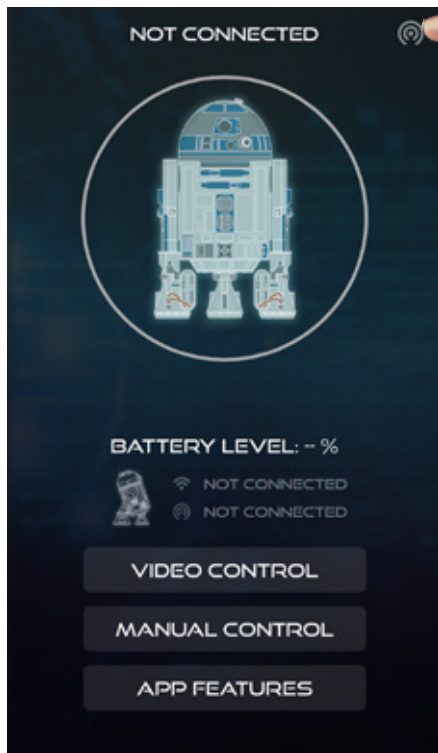 NOT CONNECTED
BATTERY LEVEL: -- %
NOT CONNECTED
NOT CONNECTED
VIDEO CONTROL
MANUAL CONTROL
APP FEATURES